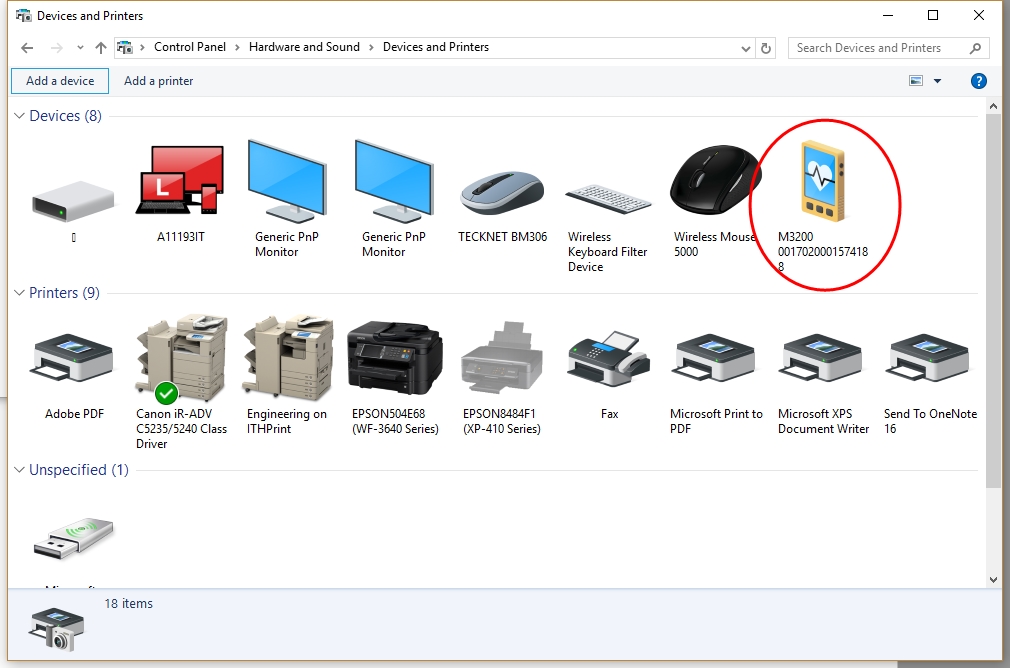 Devices and Printers
Control Panel > Hardware and Sound > Devices and Printers
Search Devices and Printers
Add a device
Add a printer
?
Devices (8)
L
A11193IT
Generic PnP
Monitor
Generic PnP
Monitor
TECKNET BM306
Wireless
Keyboard Filter
Device
Wireless Mouse
5000
M3200
001702000157418
8
Printers (9)
Adobe PDF
Canon iR-ADV
C5235/5240 Class
Driver
Engineering on
ITHPrint
EPSON504E68
(WF-3640 Series)
EPSON8484F1
(XP-410 Series)
Fax
Microsoft Print to
PDF
Microsoft XPS
Document Writer
Send To OneNote
16
Unspecified (1)
18 items